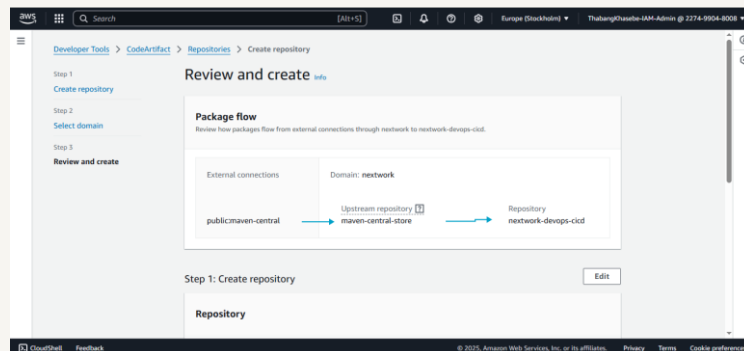 aws
Search
[Alt+S]
Europe (Stockholm) ▼
ThabangKhasebe-IAM-Admin @ 2274-9904-8008 ▼
Developer Tools > CodeArtifact > Repositories > Create repository
Step 1
Create repository
Step 2
Select domain
Step 3
Review and create
Review and create Info
Package flow
Review how packages flow from external connections through nextwork to nextwork-devops-cicd.
External connections
Domain: nextwork
public:maven-central
Upstream repository
maven-central-store
Repository
nextwork-devops-cicd
Step 1: Create repository
Edit
Repository
CloudShell Feedback
© 2025, Amazon Web Services, Inc. or its affiliates. Privacy Terms Cookie preferences